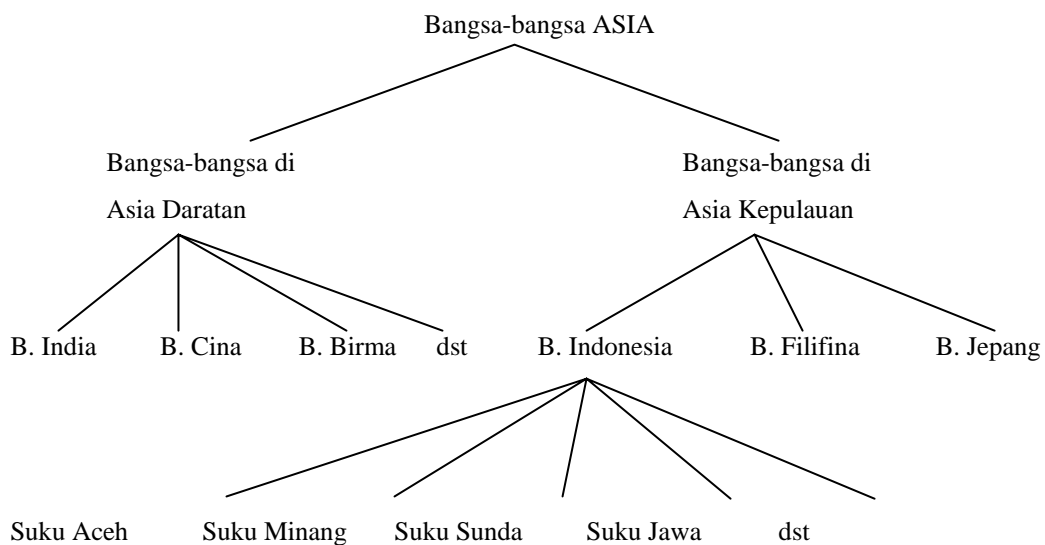 Bangsa-bangsa ASIA
Bangsa-bangsa di
Asia Daratan
Bangsa-bangsa di
Asia Kepulauan
B. India B. Cina B. Birma dst B. Indonesia B. Filifina B. Jepang
Suku Aceh Suku Minang Suku Sunda Suku Jawa dst